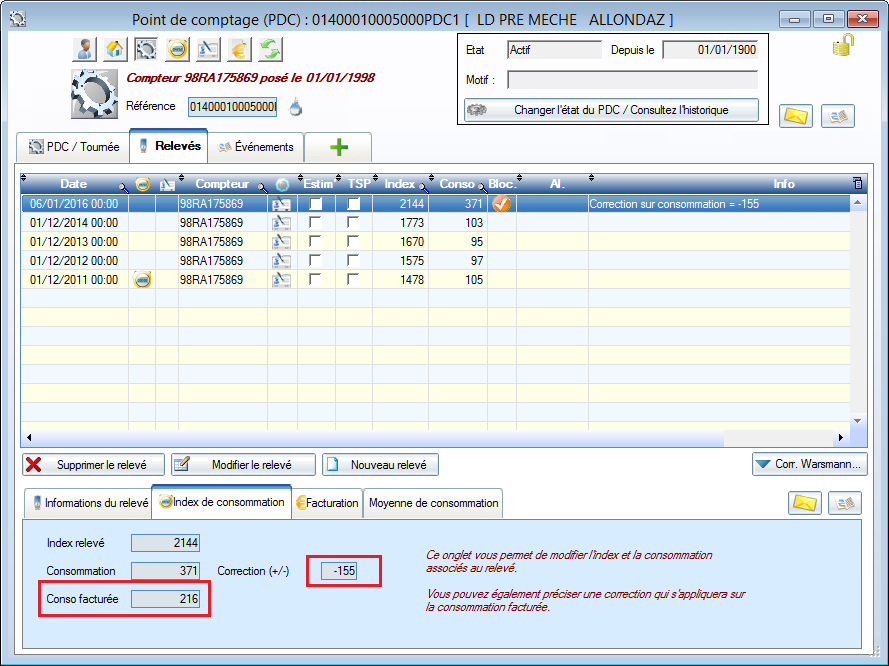 Point de comptage (PDC) : 01400010005000PDC1 [ LD PRE MECHE ALLONDAZ ]
Compteur 98RA175869 posé le 01/01/1998
Référence 01400010005000
Etat Actif Depuis le 01/01/1900
Motif :
Changer l'état du PDC / Consultez l'historique
PDC / Tournée Relevés Événements
Date Compteur Estim TSP Index Conso Bloc. Al. Info
06/01/2016 00:00 98RA175869 2144 371 Correction sur consommation = -155
01/12/2014 00:00 98RA175869 1773 103
01/12/2013 00:00 98RA175869 1670 95
01/12/2012 00:00 98RA175869 1575 97
01/12/2011 00:00 98RA175869 1478 105
Supprimer le relevé Modifier le relevé Nouveau relevé Corr. Warsmann...
Informations du relevé Index de consommation Facturation Moyenne de consommation
Index relevé 2144
Consommation 371 Correction (+/-) -155
Conso facturée 216
Ce onglet vous permet de modifier l'index et la consommation
associés au relevé.
Vous pouvez également préciser une correction qui s'appliquera sur
la consommation facturée.